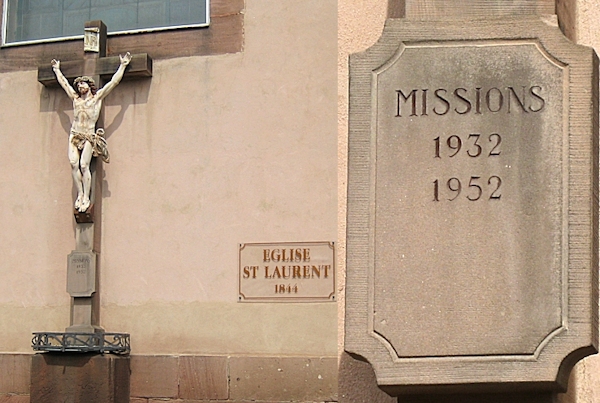 EGLISE
ST LAURENT
1844
MISSIONS
1932
1952